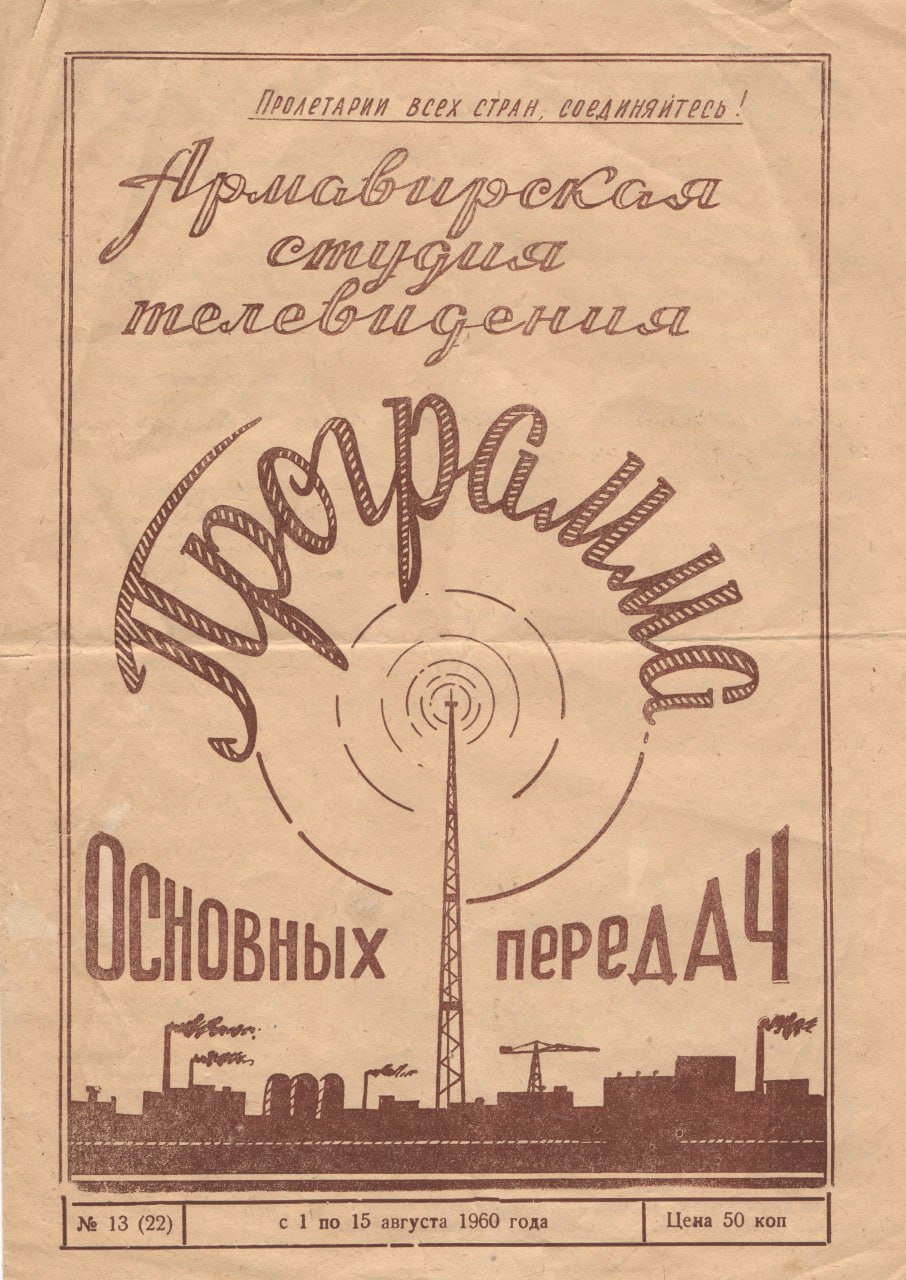 Пролетарии всех стран, соединяйтесь!
Армавирская
студия
телевидения
Программа
Основных передач
№ 13 (22) с 1 по 15 августа 1960 года Цена 50 коп